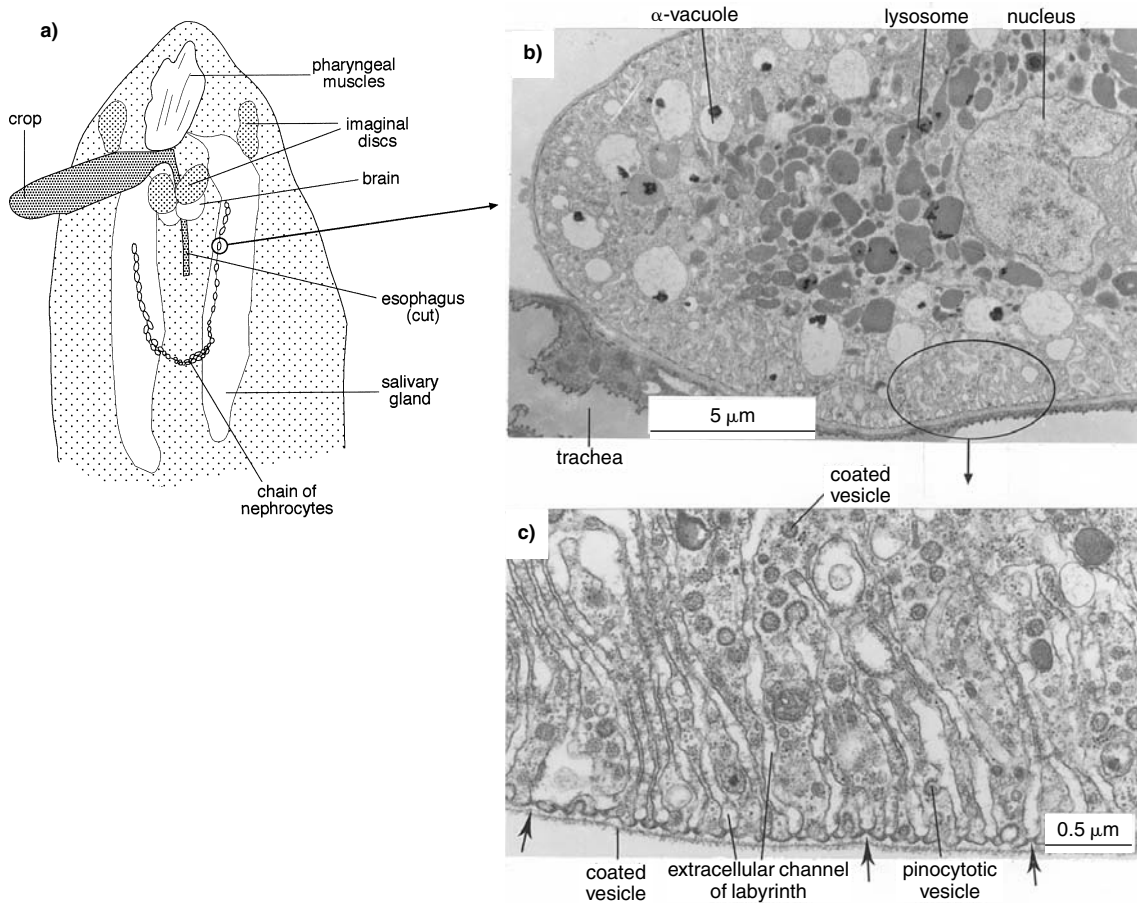 a)
pharyngeal
muscles
crop
imaginal
discs
brain
esophagus
(cut)
salivary
gland
chain of
nephrocytes
α-vacuole
lysosome
nucleus
b)
5 μm
trachea
coated
vesicle
c)
0.5 μm
coated
vesicle
extracellular channel
of labyrinth
pinocytotic
vesicle